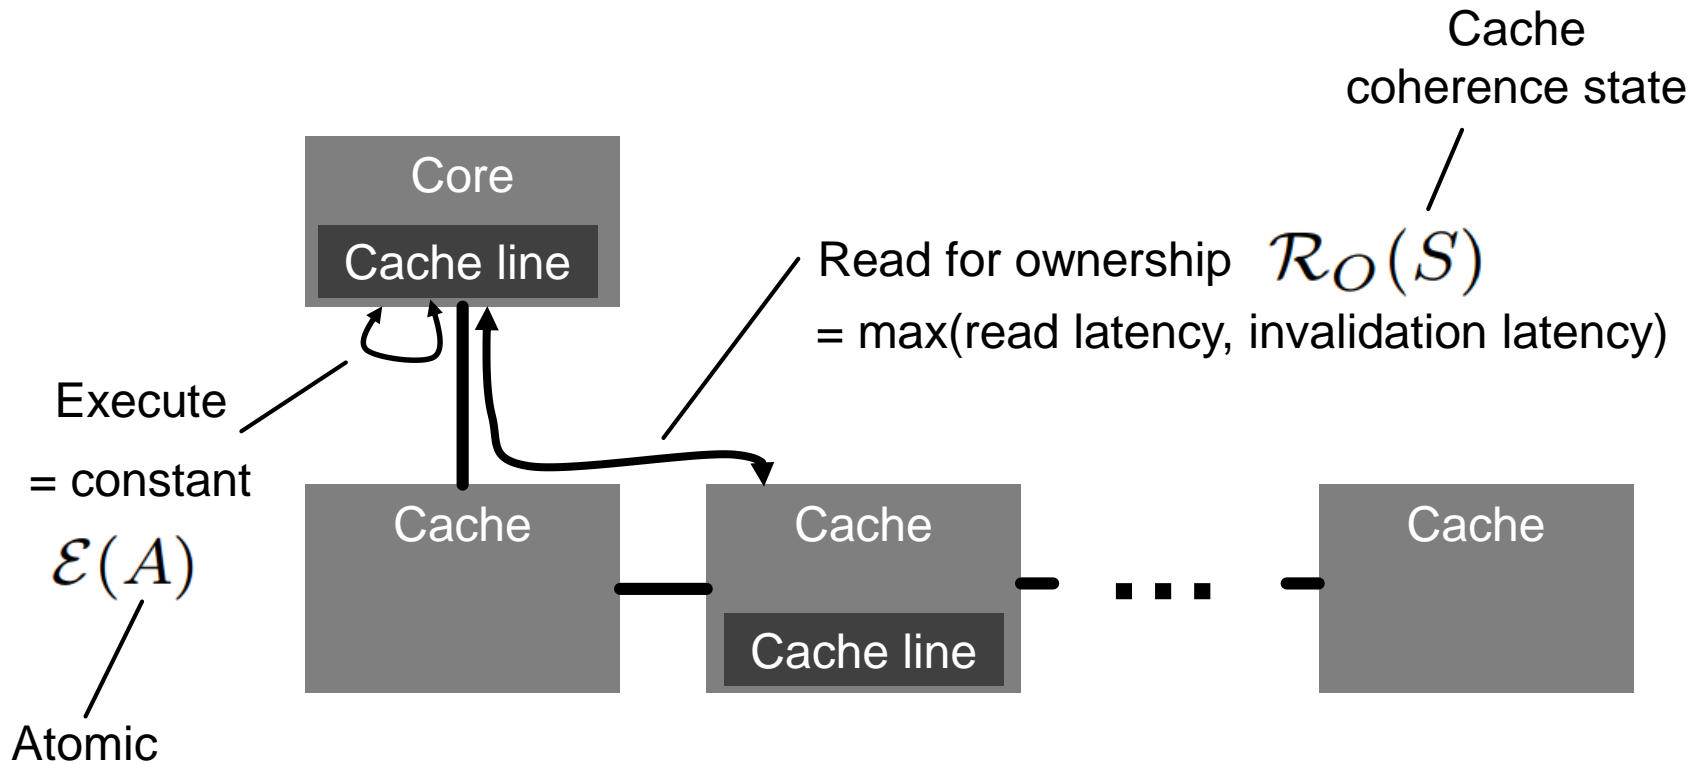 Cache
coherence state
Core
Cache line
Read for ownership 𝓡_O(S)
= max(read latency, invalidation latency)
Execute
= constant
𝓔(A)
Atomic
Cache
Cache
Cache line
...
Cache